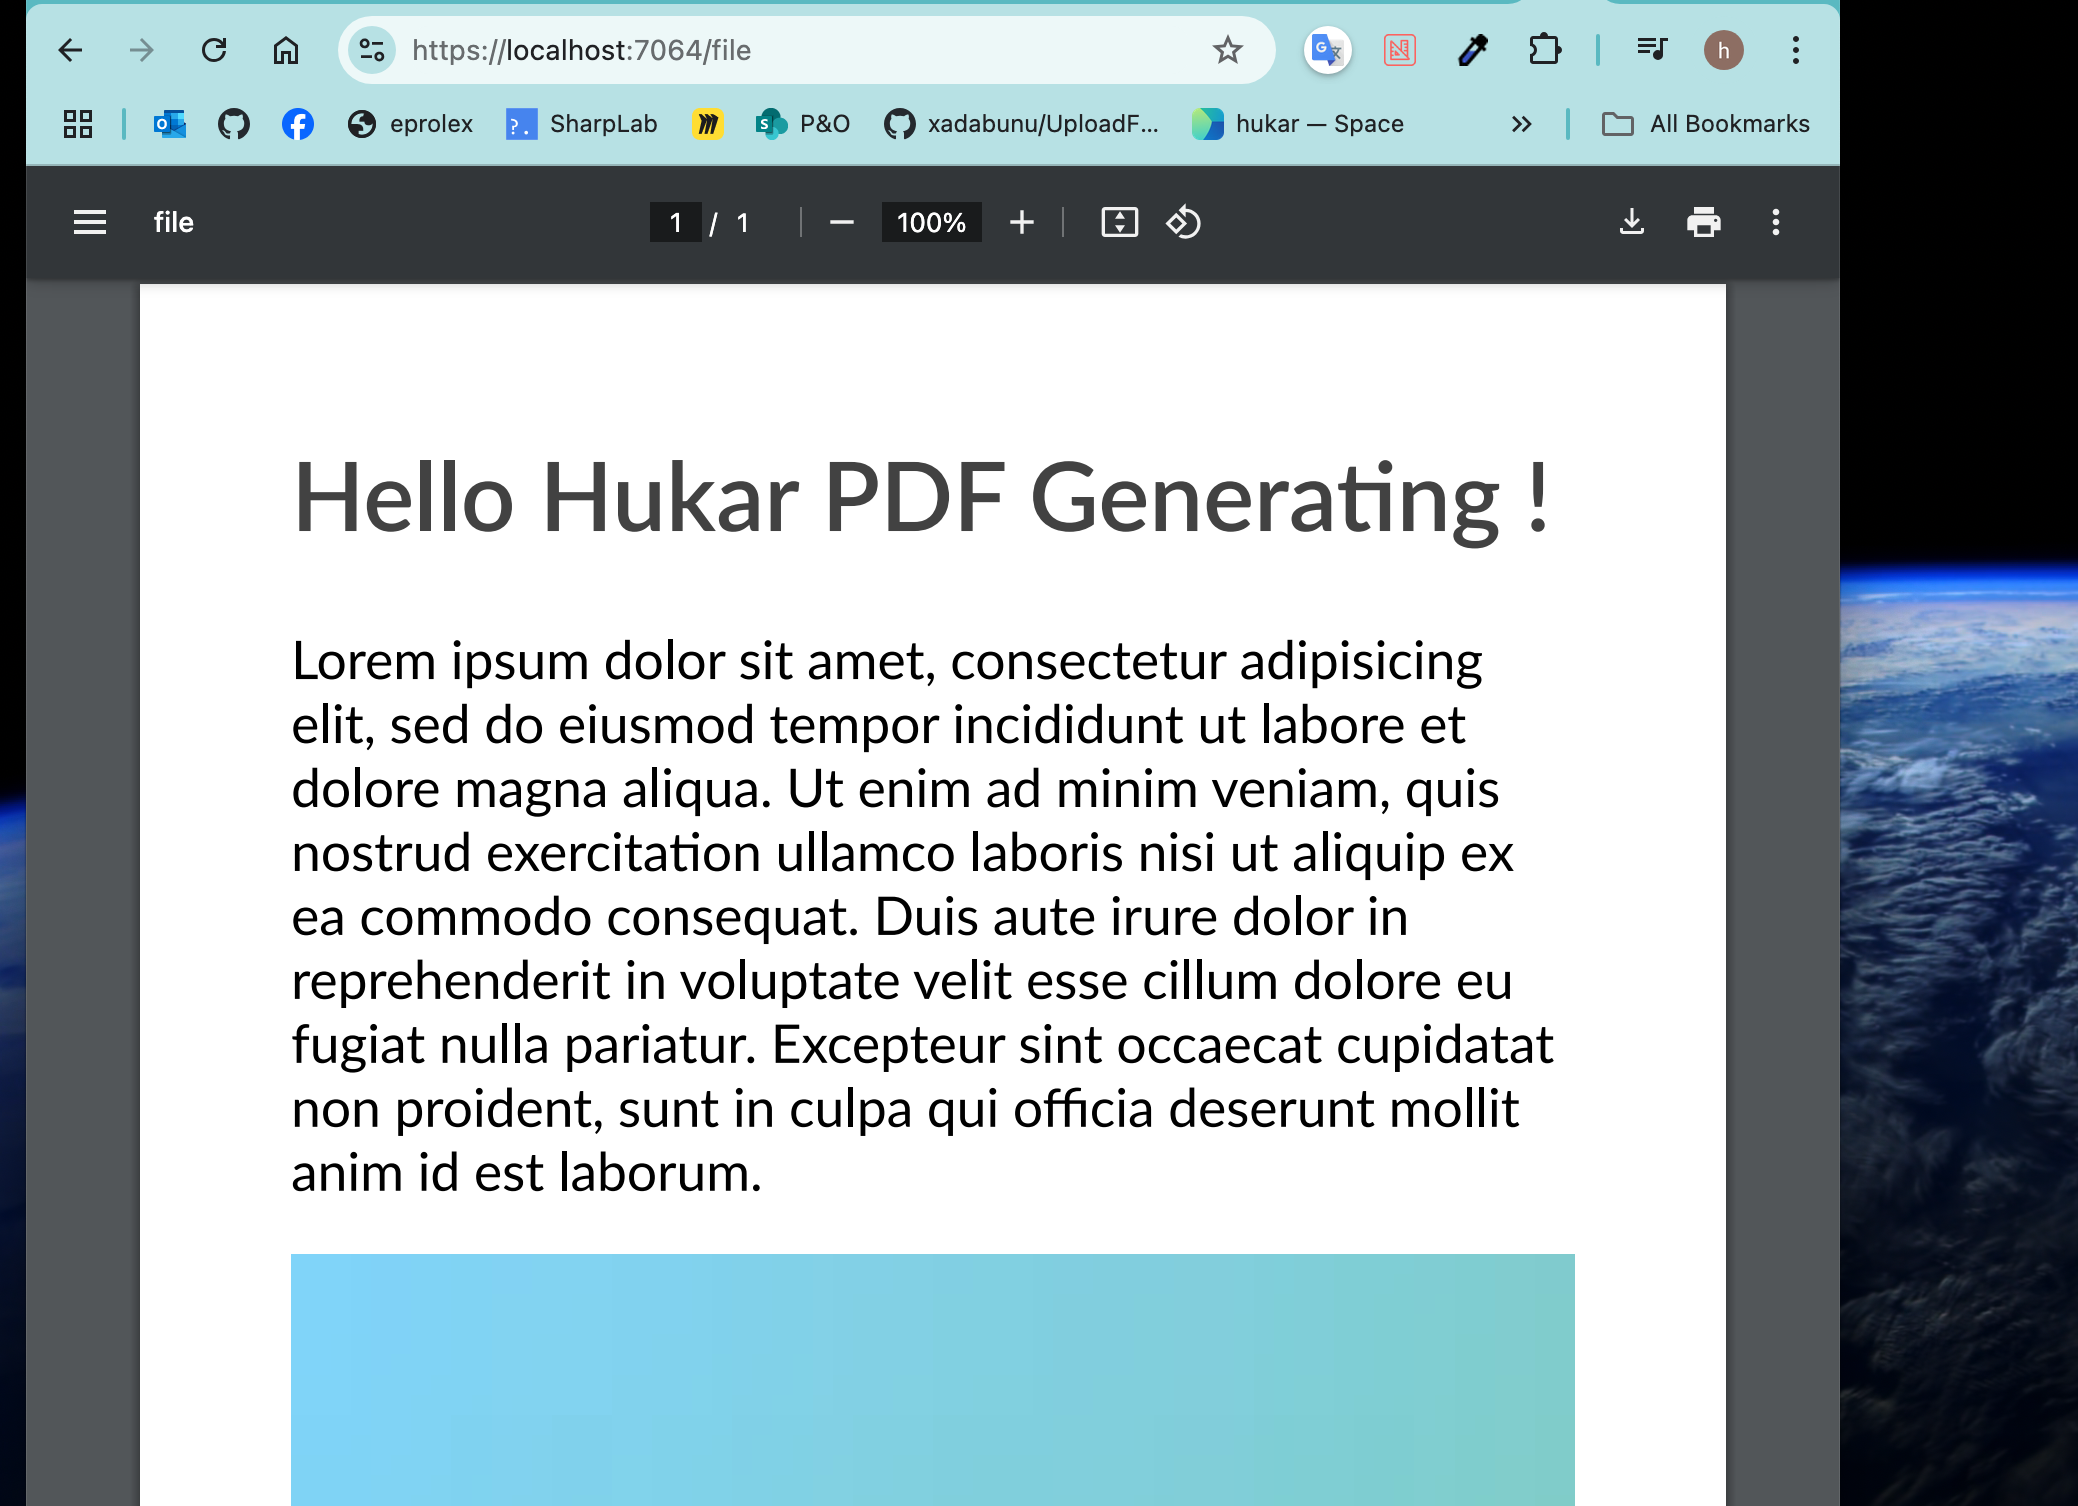 https://localhost:7064/file
h
eprolex
SharpLab
P&O
xadabunu/UploadF...
hukar — Space
All Bookmarks
file
1 / 1
100%
Hello Hukar PDF Generating !
Lorem ipsum dolor sit amet, consectetur adipisicing
elit, sed do eiusmod tempor incididunt ut labore et
dolore magna aliqua. Ut enim ad minim veniam, quis
nostrud exercitation ullamco laboris nisi ut aliquip ex
ea commodo consequat. Duis aute irure dolor in
reprehenderit in voluptate velit esse cillum dolore eu
fugiat nulla pariatur. Excepteur sint occaecat cupidatat
non proident, sunt in culpa qui officia deserunt mollit
anim id est laborum.